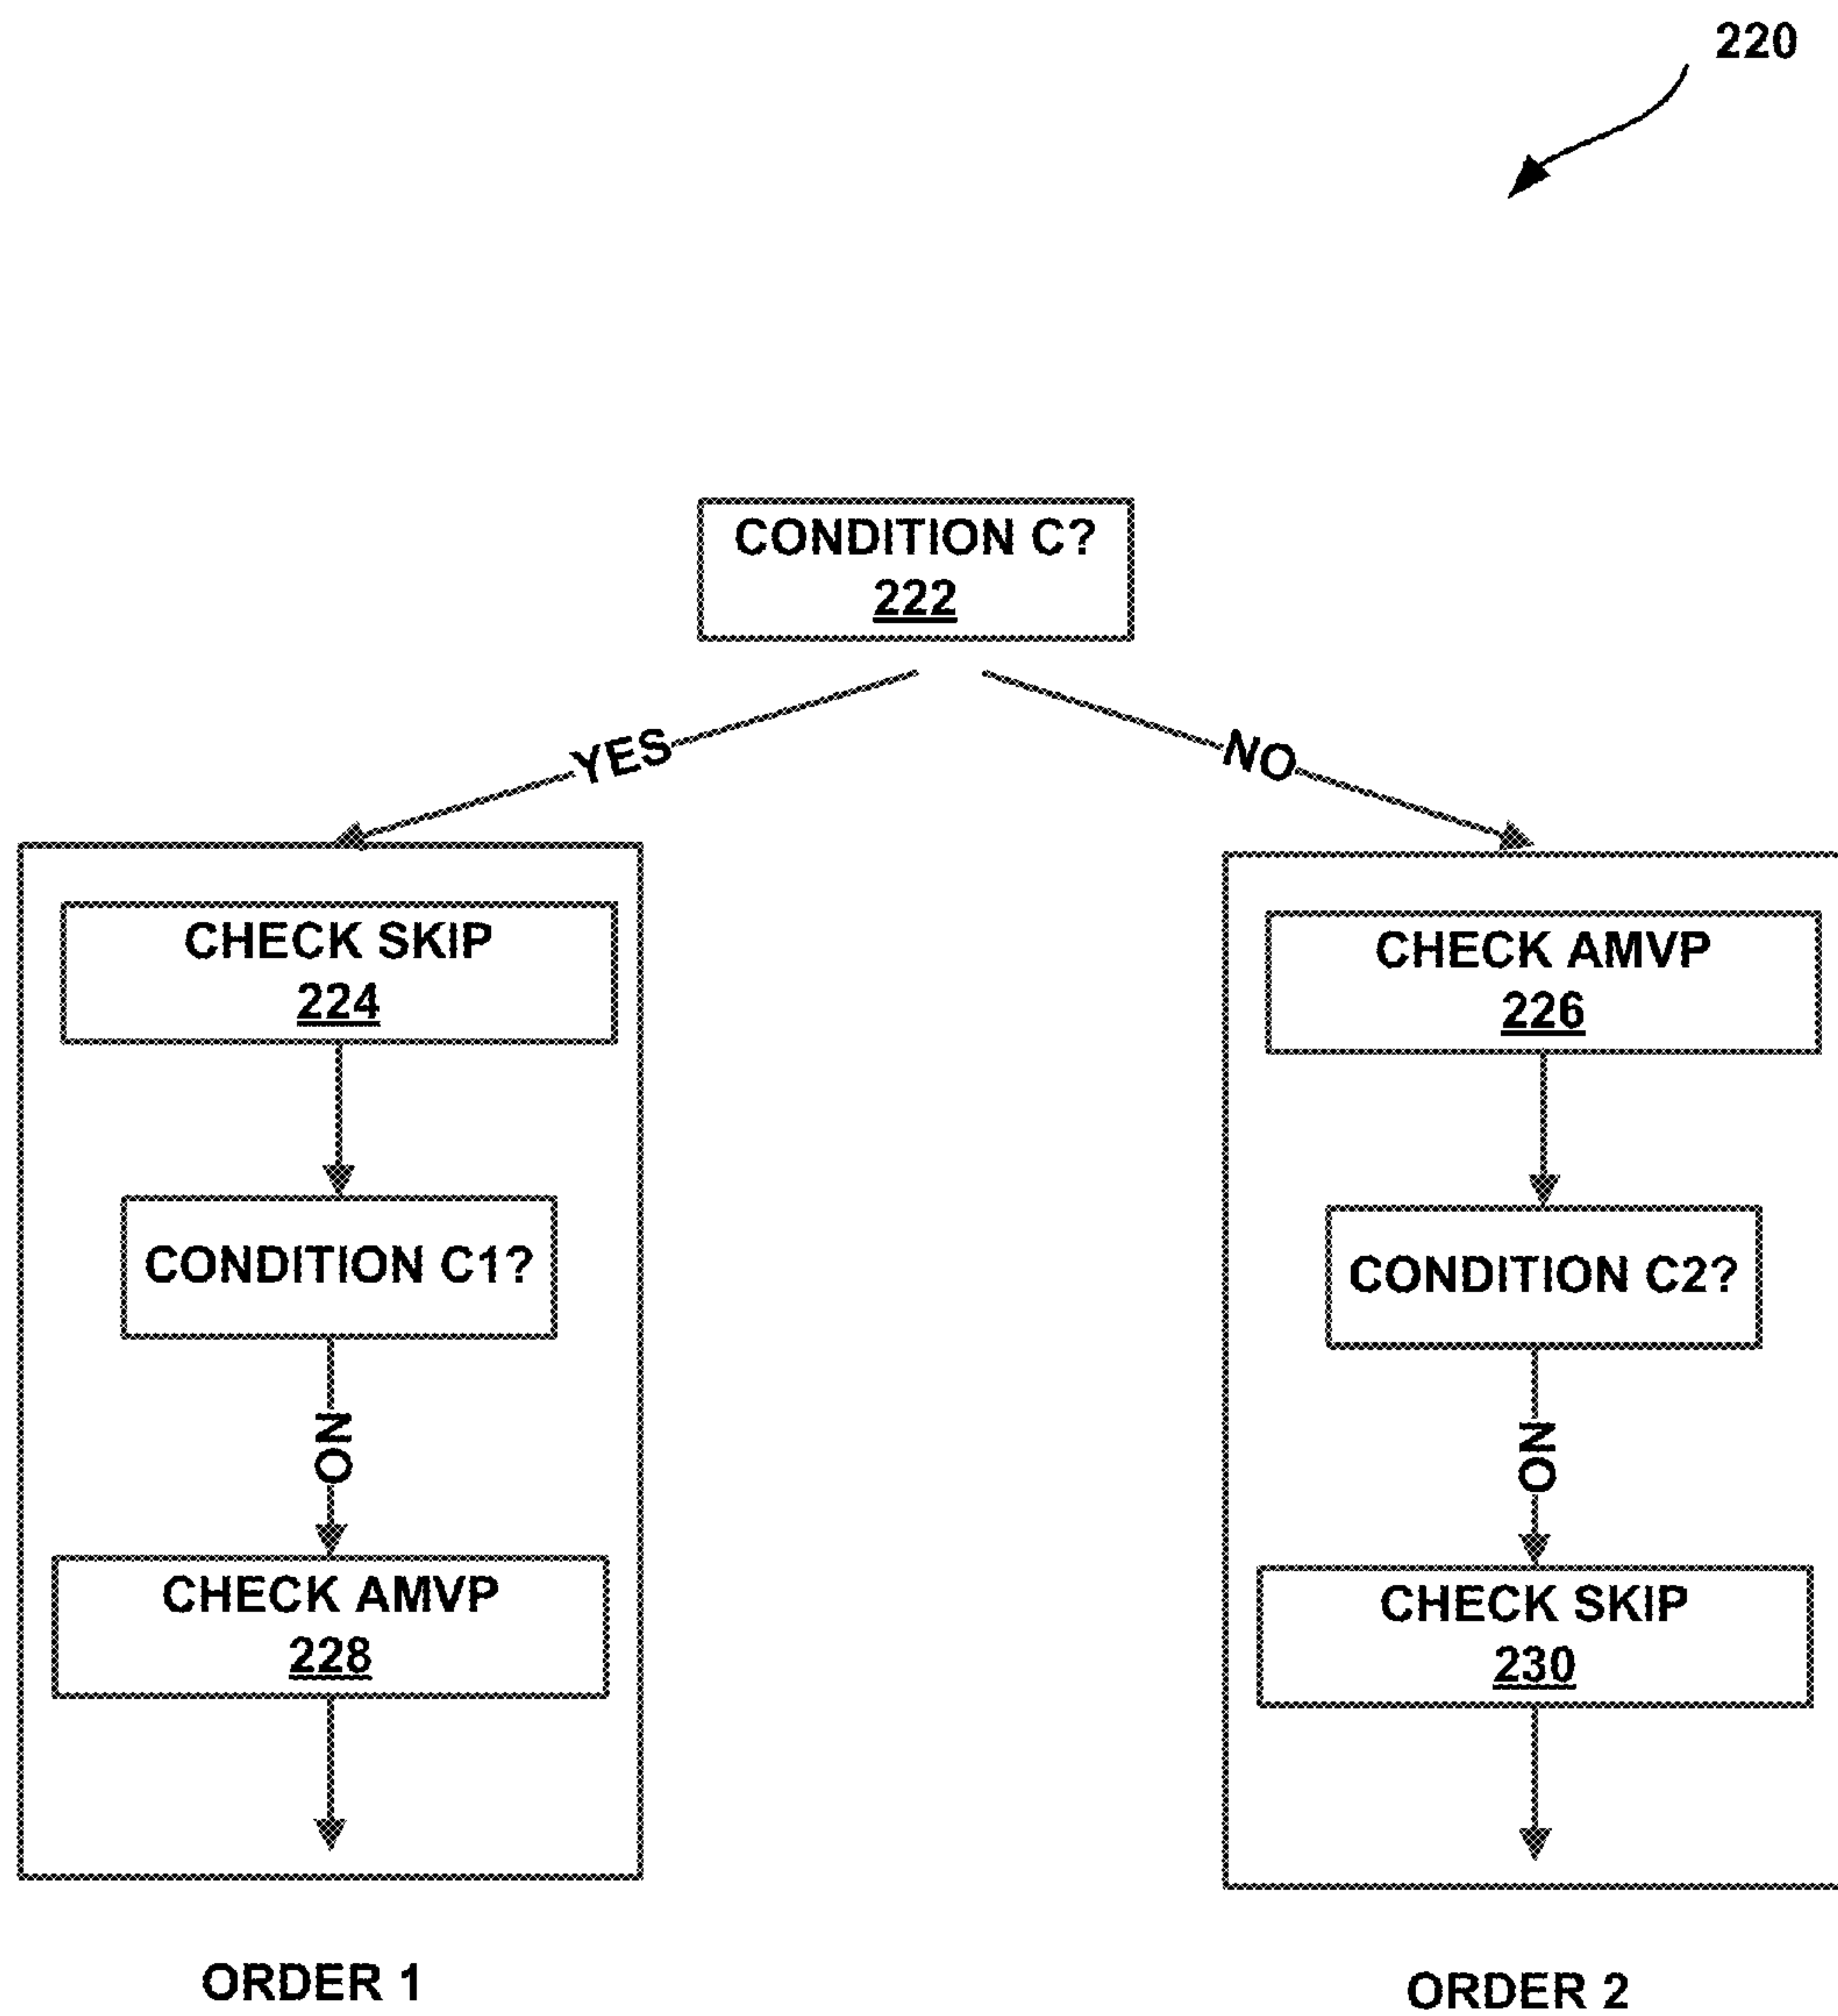 220
CONDITION C?
222
YES
NO
CHECK SKIP
224
CONDITION C1?
NO
CHECK AMVP
228
ORDER 1
CHECK AMVP
226
CONDITION C2?
NO
CHECK SKIP
230
ORDER 2